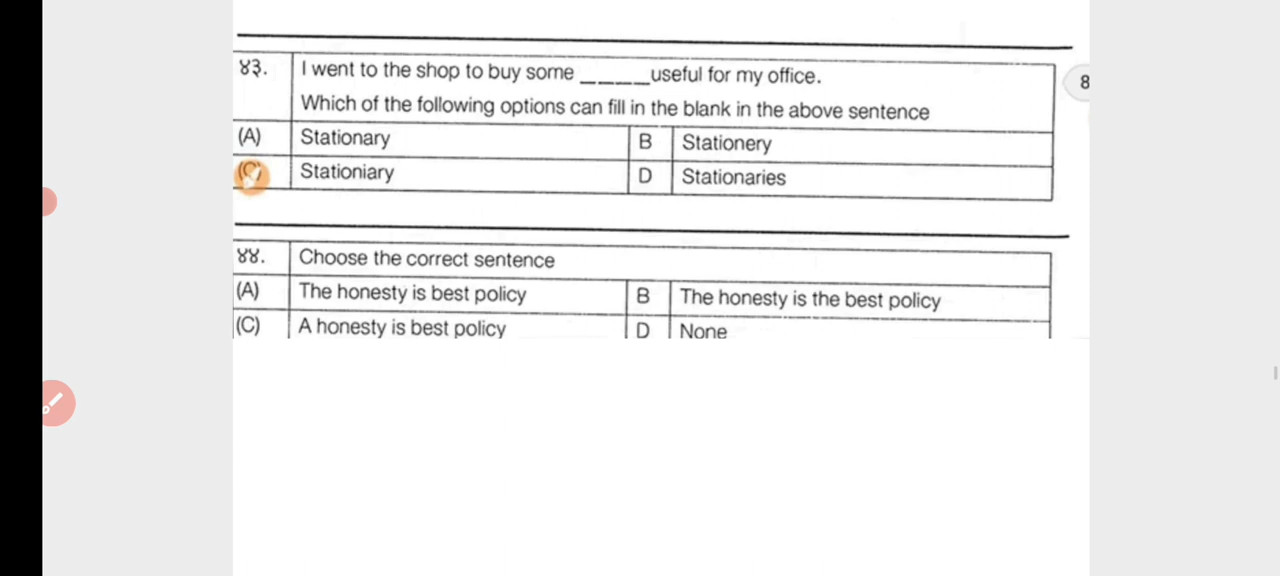 ४३. I went to the shop to buy some _____useful for my office.
Which of the following options can fill in the blank in the above sentence
(A) Stationary B Stationery
(C) Stationiary D Stationaries
४४. Choose the correct sentence
(A) The honesty is best policy B The honesty is the best policy
(C) A honesty is best policy D None
8